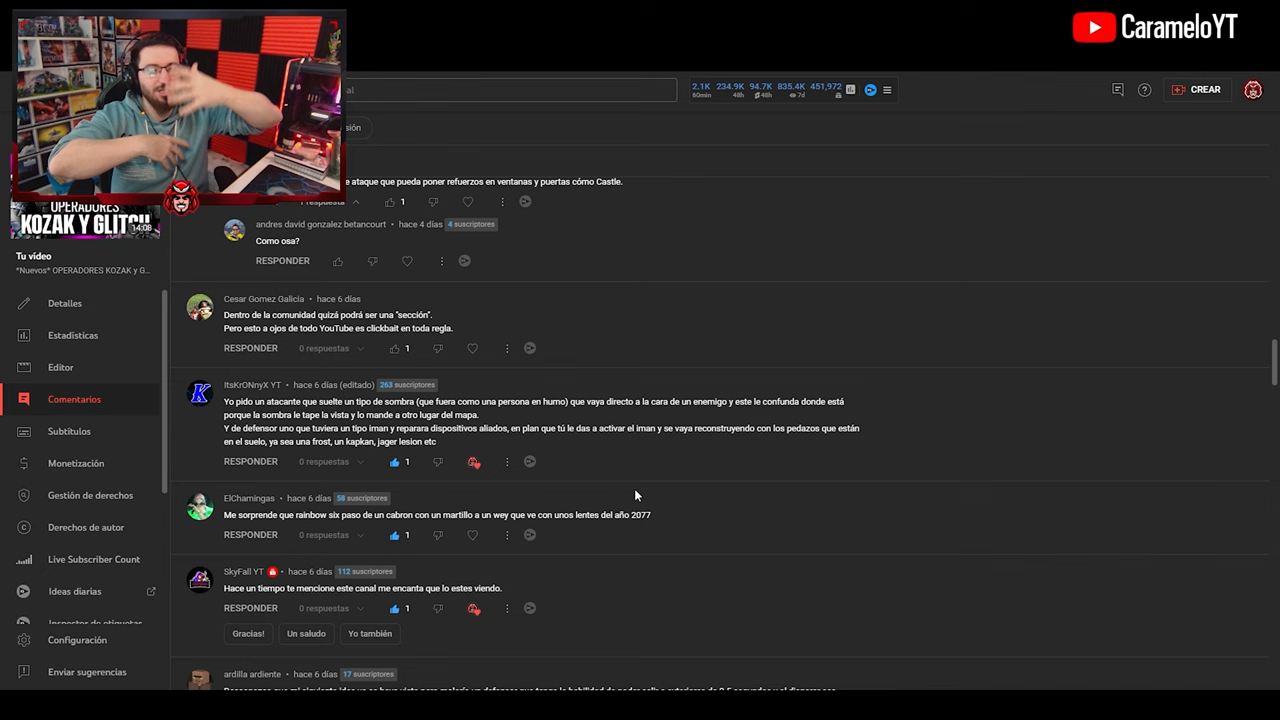 CarameloYT
al
2.1K 234.9K 94.7K 835.4K 451,972
60min 48h 48h 7d
CREAR
sión
e ataque que pueda poner refuerzos en ventanas y puertas cómo Castle.
1 respuesta
1
OPERADORES
KOZAK Y GLITCH
14:08
andres david gonzalez betancourt • hace 4 días 4 suscriptores
Como osa?
RESPONDER
Tu vídeo
*Nuevos* OPERADORES KOZAK y G...
Detalles
Estadísticas
Editor
Comentarios
Subtítulos
Monetización
Gestión de derechos
Derechos de autor
Live Subscriber Count
Ideas diarias
Inspector de etiquetas
Configuración
Enviar sugerencias
Cesar Gomez Galicia • hace 6 días
Dentro de la comunidad quizá podrá ser una "sección".
Pero esto a ojos de todo YouTube es clickbait en toda regla.
RESPONDER 0 respuestas 1
K
ItsKrONnyX YT • hace 6 días (editado) 263 suscriptores
Yo pido un atacante que suelte un tipo de sombra (que fuera como una persona en humo) que vaya directo a la cara de un enemigo y este le confunda donde está
porque la sombra le tape la vista y lo mande a otro lugar del mapa.
Y de defensor uno que tuviera un tipo iman y reparara dispositivos aliados, en plan que tú le das a activar el iman y se vaya reconstruyendo con los pedazos que están
en el suelo, ya sea una frost, un kapkan, jager lesion etc
RESPONDER 0 respuestas 1
ElChamingas • hace 6 días 58 suscriptores
Me sorprende que rainbow six paso de un cabron con un martillo a un wey que ve con unos lentes del año 2077
RESPONDER 0 respuestas 1
SkyFall YT • hace 6 días 112 suscriptores
Hace un tiempo te mencione este canal me encanta que lo estes viendo.
RESPONDER 0 respuestas 1
Gracias! Un saludo Yo también
ardilla ardiente • hace 6 días 17 suscriptores